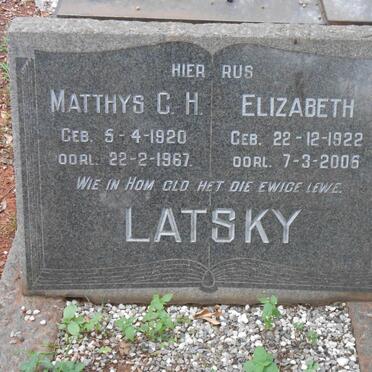 HIER RUS
MATTHYS C. H.
GEB. 5-4-1920
OORL. 22-2-1967.
ELIZABETH
GEB. 22-12-1922
OORL. 7-3-2006
WIE IN HOM GLO HET DIE EWIGE LEWE.
LATSKY